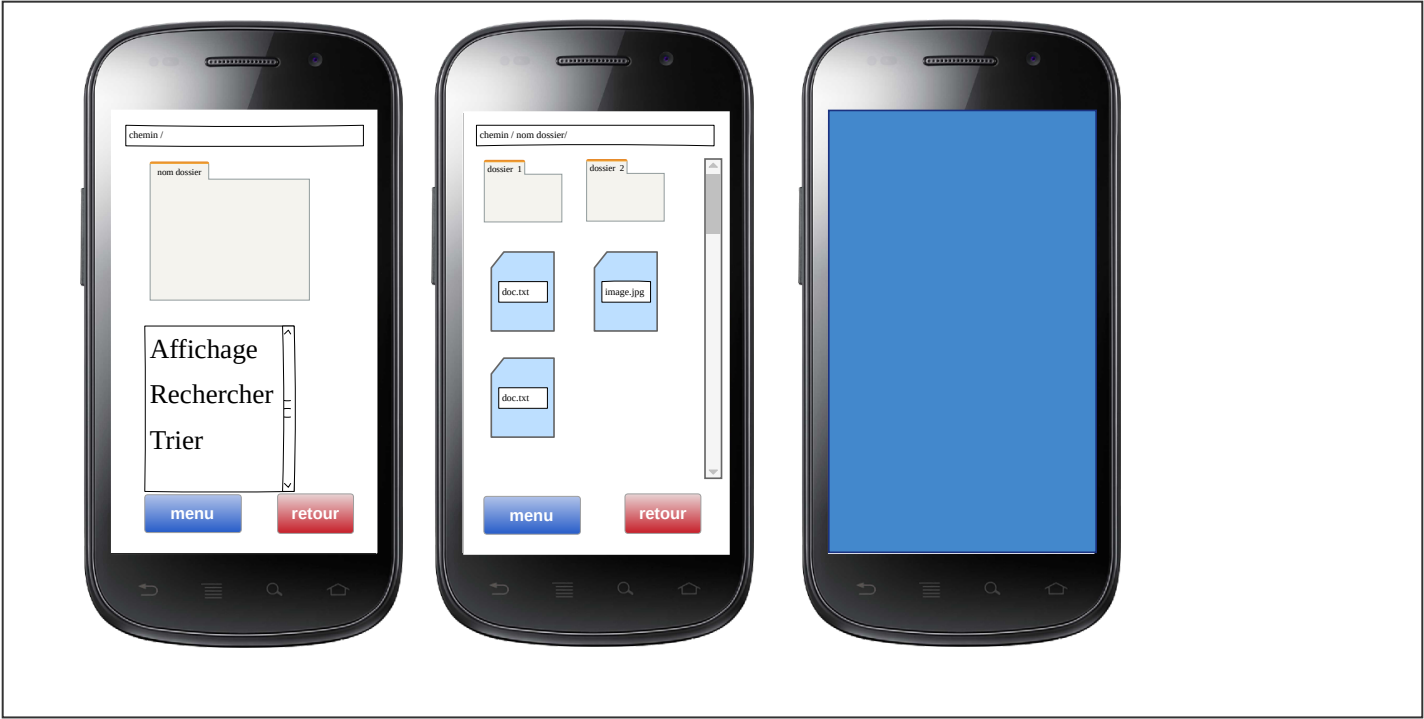 chemin /
nom dossier
Affichage
Rechercher
Trier
menu
retour
chemin / nom dossier/
dossier 1
dossier 2
doc.txt
image.jpg
doc.txt
menu
retour